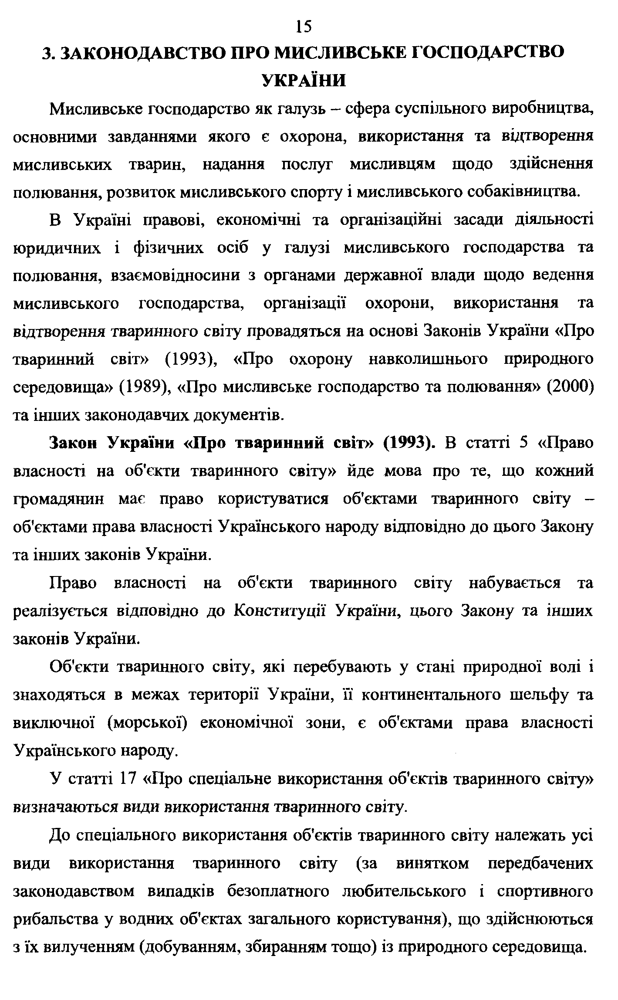 15
3. ЗАКОНОДАВСТВО ПРО МИСЛИВСЬКЕ ГОСПОДАРСТВО
УКРАЇНИ
Мисливське господарство як галузь – сфера суспільного виробництва,
основними завданнями якого є охорона, використання та відтворення
мисливських тварин, надання послуг мисливцям щодо здійснення
полювання, розвиток мисливського спорту і мисливського собаківництва.
В Україні правові, економічні та організаційні засади діяльності
юридичних і фізичних осіб у галузі мисливського господарства та
полювання, взаємовідносини з органами державної влади щодо ведення
мисливського господарства, організації охорони, використання та
відтворення тваринного світу провадяться на основі Законів України «Про
тваринний світ» (1993), «Про охорону навколишнього природного
середовища» (1989), «Про мисливське господарство та полювання» (2000)
та інших законодавчих документів.
Закон України «Про тваринний світ» (1993). В статті 5 «Право
власності на об'єкти тваринного світу» йде мова про те, що кожний
громадянин має право користуватися об'єктами тваринного світу –
об'єктами права власності Українського народу відповідно до цього Закону
та інших законів України.
Право власності на об'єкти тваринного світу набувається та
реалізується відповідно до Конституції України, цього Закону та інших
законів України.
Об'єкти тваринного світу, які перебувають у стані природної волі і
знаходяться в межах території України, її континентального шельфу та
виключної (морської) економічної зони, є об'єктами права власності
Українського народу.
У статті 17 «Про спеціальне використання об'єктів тваринного світу»
визначаються види використання тваринного світу.
До спеціального використання об'єктів тваринного світу належать усі
види використання тваринного світу (за винятком передбачених
законодавством випадків безоплатного любительського і спортивного
рибальства у водних об'єктах загального користування), що здійснюються
з їх вилученням (добуванням, збиранням тощо) із природного середовища.